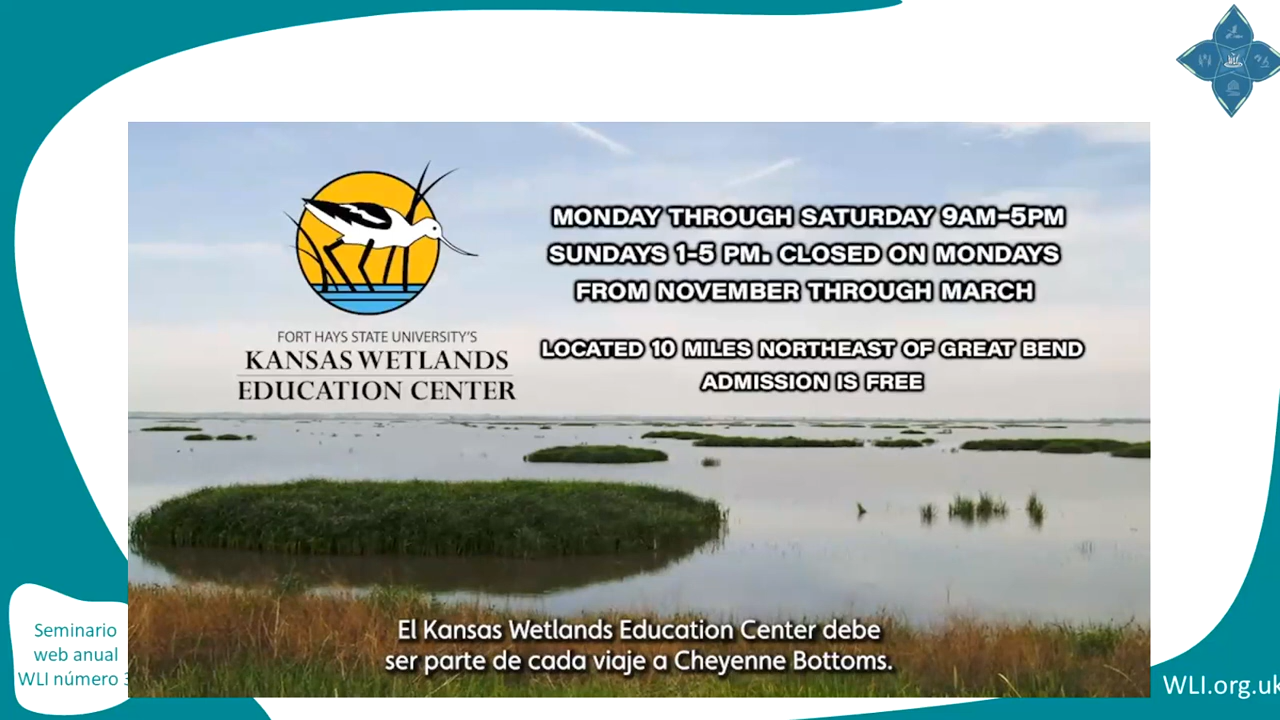 MONDAY THROUGH SATURDAY 9AM-5PM
SUNDAYS 1-5 PM. CLOSED ON MONDAYS
FROM NOVEMBER THROUGH MARCH
LOCATED 10 MILES NORTHEAST OF GREAT BEND
ADMISSION IS FREE
FORT HAYS STATE UNIVERSITY'S
KANSAS WETLANDS
EDUCATION CENTER
El Kansas Wetlands Education Center debe
ser parte de cada viaje a Cheyenne Bottoms.
Seminario
web anual
WLI número
WLI.org.uk